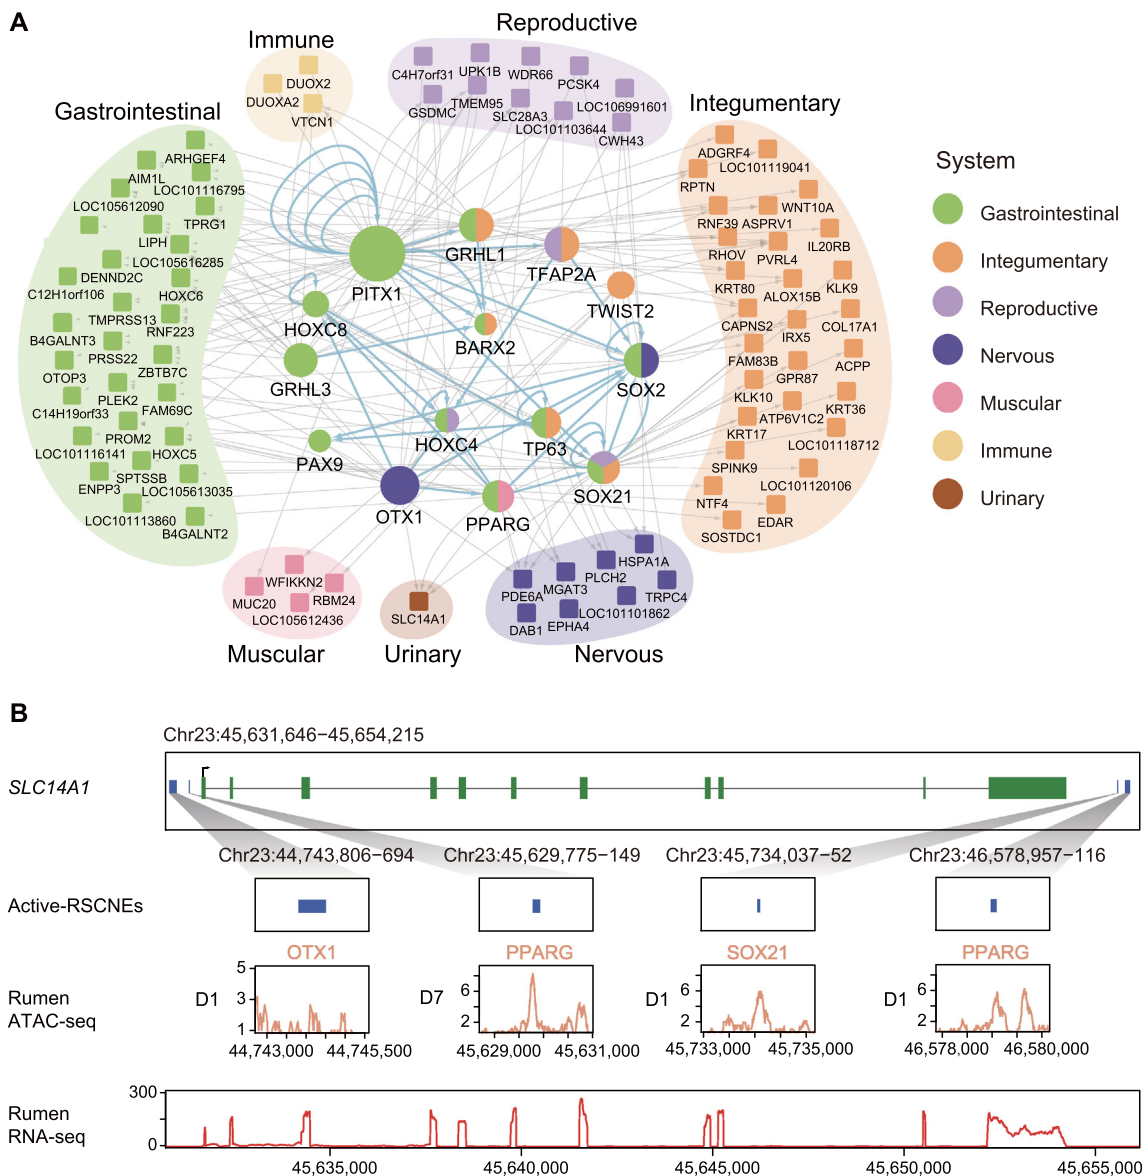 A
Immune
DUOX2
DUOXA2
VTCN1
Reproductive
C4H7orf31
UPK1B
WDR66
PCSK4
LOC106991601
GSDMC
TMEM95
SLC28A3
LOC101103644
CWH43
Gastrointestinal
ARHGEF4
AIM1L
LOC101116795
LOC105612090
TPRG1
LIPH
LOC105616285
DENND2C
C12H1orf106
HOXC6
TMPRSS13
RNF223
B4GALNT3
PRSS22
ZBTB7C
OTOP3
PLEK2
C14H19orf33
FAM69C
PROM2
LOC101116141
HOXC5
SPTSSB
ENPP3
LOC105613035
LOC101113860
B4GALNT2
PITX1
GRHL1
TFAP2A
TWIST2
HOXC8
BARX2
GRHL3
SOX2
HOXC4
TP63
PAX9
SOX21
OTX1
PPARG
Integumentary
ADGRF4
LOC101119041
RPTN
WNT10A
RNF39
ASPRV1
IL20RB
RHOV
PVRL4
KRT80
ALOX15B
KLK9
CAPNS2
IRX5
COL17A1
FAM83B
GPR87
ACPP
KLK10
ATP6V1C2
KRT36
KRT17
LOC101118712
SPINK9
LOC101120106
NTF4
EDAR
SOSTDC1
WFIKKN2
MUC20
RBM24
LOC105612436
Muscular
SLC14A1
Urinary
HSPA1A
PLCH2
PDE6A
MGAT3
TRPC4
LOC101101862
DAB1
EPHA4
Nervous
System
Gastrointestinal
Integumentary
Reproductive
Nervous
Muscular
Immune
Urinary
B
Chr23:45,631,646−45,654,215
SLC14A1
Chr23:44,743,806−694
Chr23:45,629,775−149
Chr23:45,734,037−52
Chr23:46,578,957−116
Active-RSCNEs
OTX1
PPARG
SOX21
PPARG
Rumen
ATAC-seq
D1
5
3
1
44,743,000
44,745,500
D7
6
2
45,629,000
45,631,000
D1
6
2
45,733,000
45,735,000
D1
6
2
46,578,000
46,580,000
Rumen
RNA-seq
300
0
45,635,000
45,640,000
45,645,000
45,650,000
45,655,000